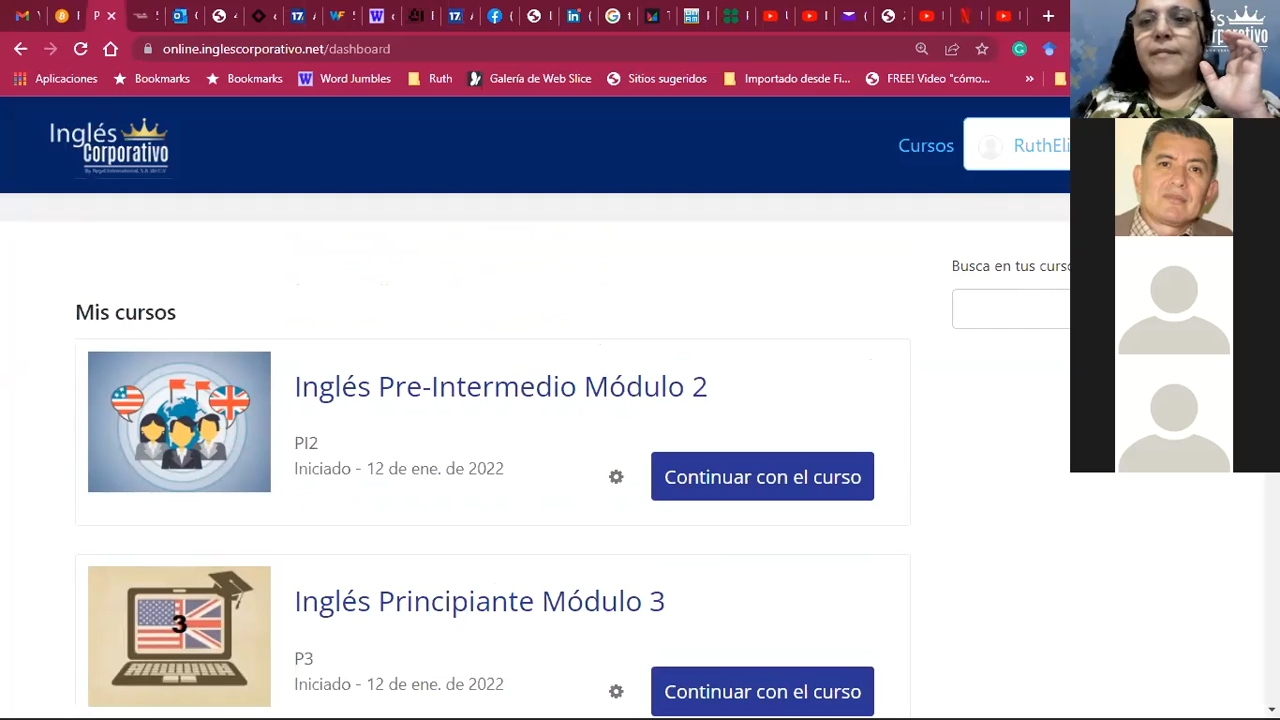 online.inglescorporativo.net/dashboard
Aplicaciones Bookmarks Bookmarks Word Jumbles Ruth Galería de Web Slice Sitios sugeridos Importado desde Fi... FREE! Video "cómo... »
Inglés
Corporativo
Cursos
RuthEli
Busca en tus curso
Mis cursos
Inglés Pre-Intermedio Módulo 2
PI2
Iniciado - 12 de ene. de 2022
Continuar con el curso
3
Inglés Principiante Módulo 3
P3
Iniciado - 12 de ene. de 2022
Continuar con el curso